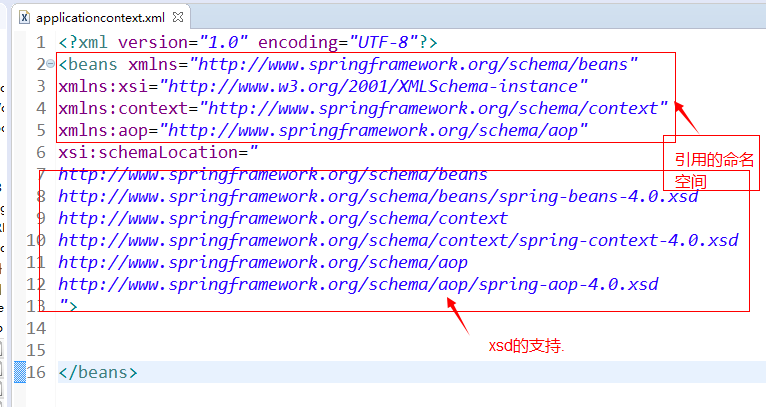 applicationcontext.xml
1 <?xml version="1.0" encoding="UTF-8"?>
2 <beans xmlns="http://www.springframework.org/schema/beans"
3 xmlns:xsi="http://www.w3.org/2001/XMLSchema-instance"
4 xmlns:context="http://www.springframework.org/schema/context"
5 xmlns:aop="http://www.springframework.org/schema/aop"
6 xsi:schemaLocation="
引用的命名
空间
7 http://www.springframework.org/schema/beans
8 http://www.springframework.org/schema/beans/spring-beans-4.0.xsd
9 http://www.springframework.org/schema/context
10 http://www.springframework.org/schema/context/spring-context-4.0.xsd
11 http://www.springframework.org/schema/aop
12 http://www.springframework.org/schema/aop/spring-aop-4.0.xsd
13 ">
14
xsd的支持.
15
16 </beans>